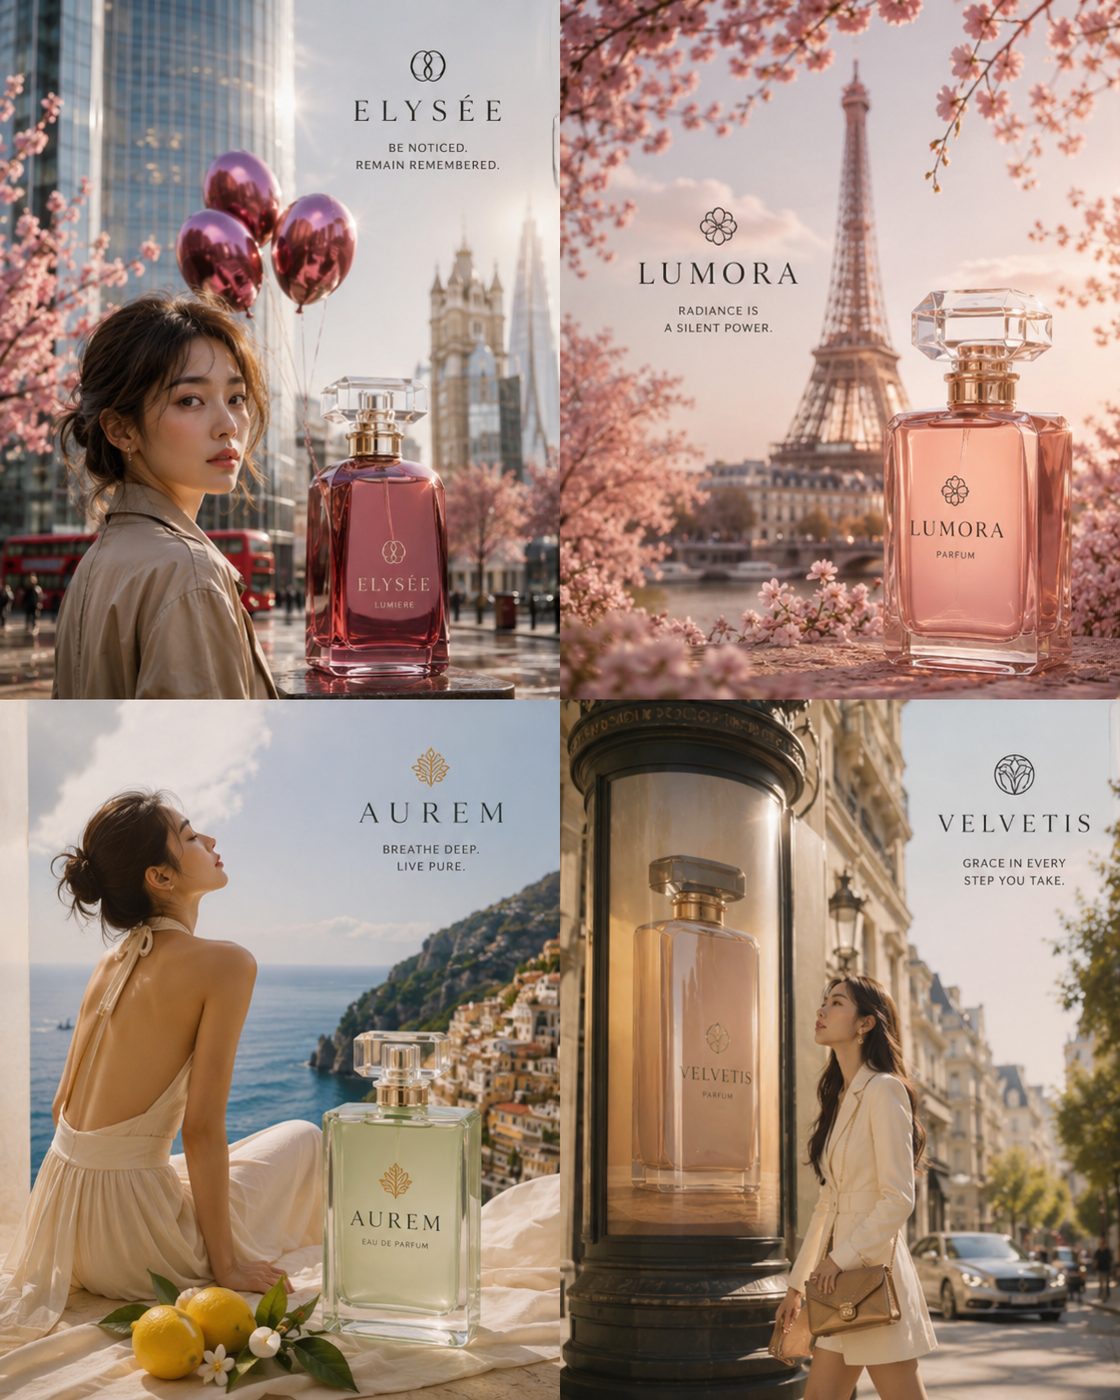 ELYSÉE
BE NOTICED.
REMAIN REMEMBERED.
ELYSÉE
LUMIERE
LUMORA
RADIANCE IS
A SILENT POWER.
LUMORA
PARFUM
AUREM
BREATHE DEEP.
LIVE PURE.
AUREM
EAU DE PARFUM
VELVETIS
GRACE IN EVERY
STEP YOU TAKE.
VELVETIS
PARFUM